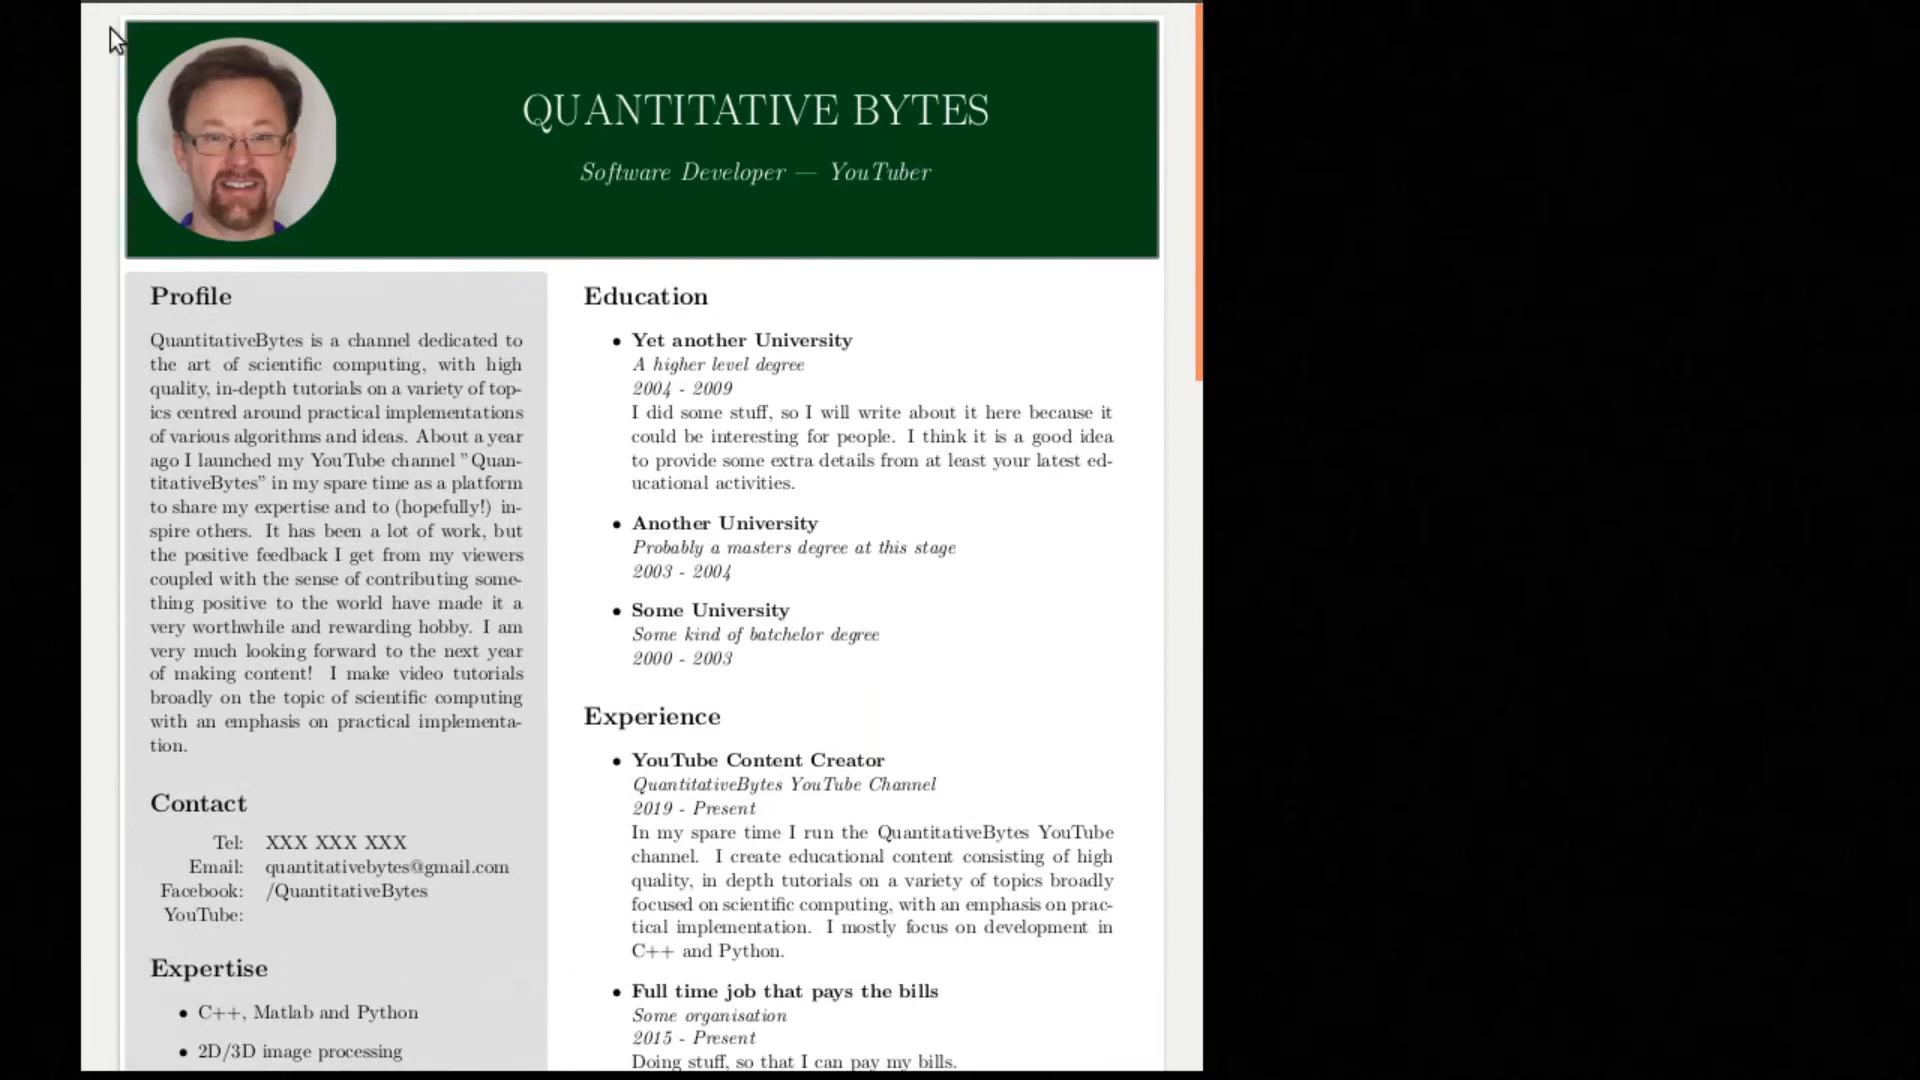 QUANTITATIVE BYTES
Software Developer — YouTuber
Profile
QuantitativeBytes is a channel dedicated to
the art of scientific computing, with high
quality, in-depth tutorials on a variety of top-
ics centred around practical implementations
of various algorithms and ideas. About a year
ago I launched my YouTube channel "Quan-
titativeBytes" in my spare time as a platform
to share my expertise and to (hopefully!) in-
spire others. It has been a lot of work, but
the positive feedback I get from my viewers
coupled with the sense of contributing some-
thing positive to the world have made it a
very worthwhile and rewarding hobby. I am
very much looking forward to the next year
of making content! I make video tutorials
broadly on the topic of scientific computing
with an emphasis on practical implementa-
tion.
Contact
Tel: XXX XXX XXX
Email: quantitativebytes@gmail.com
Facebook: /QuantitativeBytes
YouTube:
Expertise
• C++, Matlab and Python
• 2D/3D image processing
Education
• Yet another University
A higher level degree
2004 - 2009
I did some stuff, so I will write about it here because it
could be interesting for people. I think it is a good idea
to provide some extra details from at least your latest ed-
ucational activities.
• Another University
Probably a masters degree at this stage
2003 - 2004
• Some University
Some kind of batchelor degree
2000 - 2003
Experience
• YouTube Content Creator
QuantitativeBytes YouTube Channel
2019 - Present
In my spare time I run the QuantitativeBytes YouTube
channel. I create educational content consisting of high
quality, in depth tutorials on a variety of topics broadly
focused on scientific computing, with an emphasis on prac-
tical implementation. I mostly focus on development in
C++ and Python.
• Full time job that pays the bills
Some organisation
2015 - Present
Doing stuff, so that I can pay my bills.